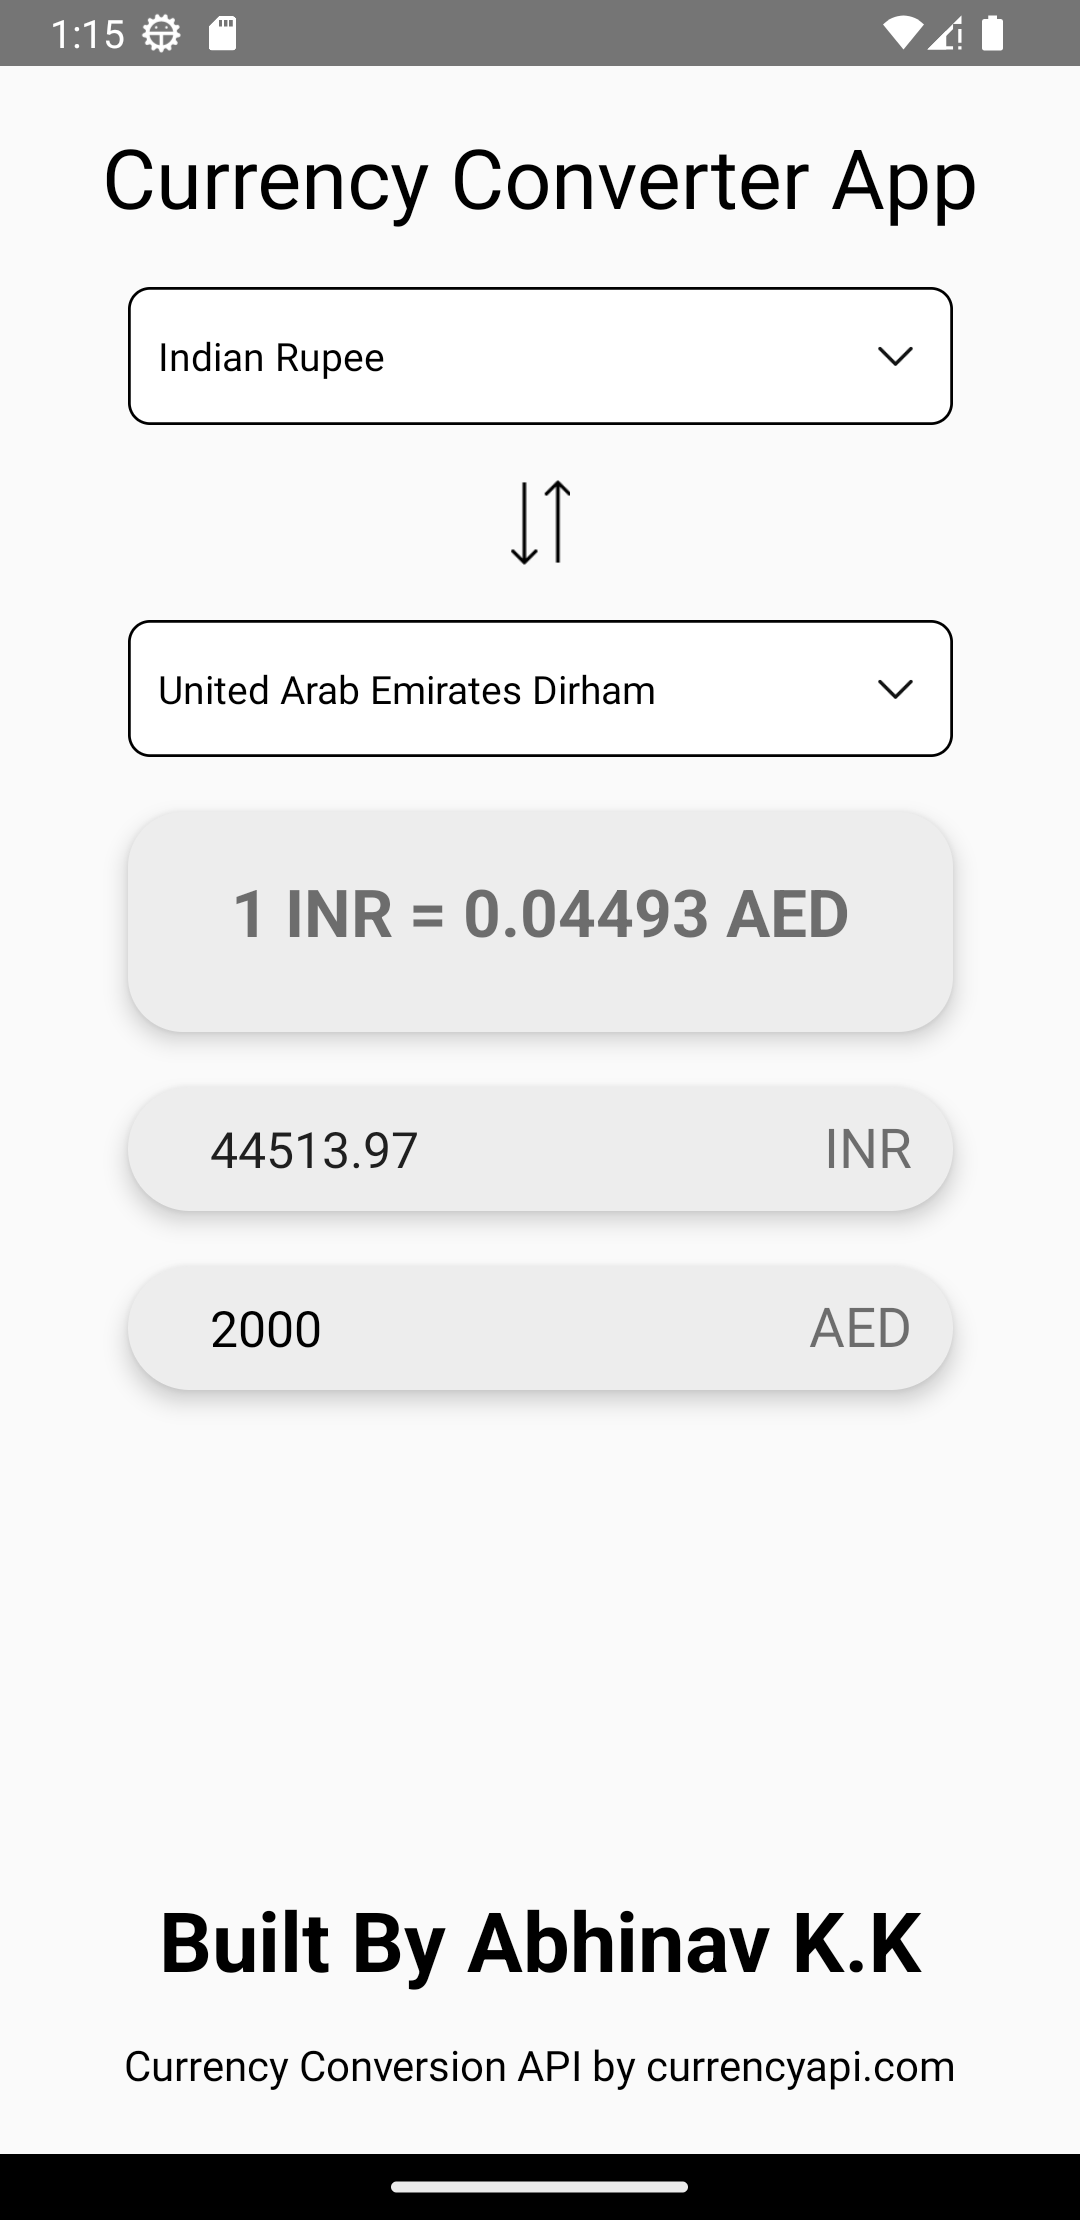 1:15
Currency Converter App
Indian Rupee
United Arab Emirates Dirham
1 INR = 0.04493 AED
44513.97 INR
2000 AED
Built By Abhinav K.K
Currency Conversion API by currencyapi.com